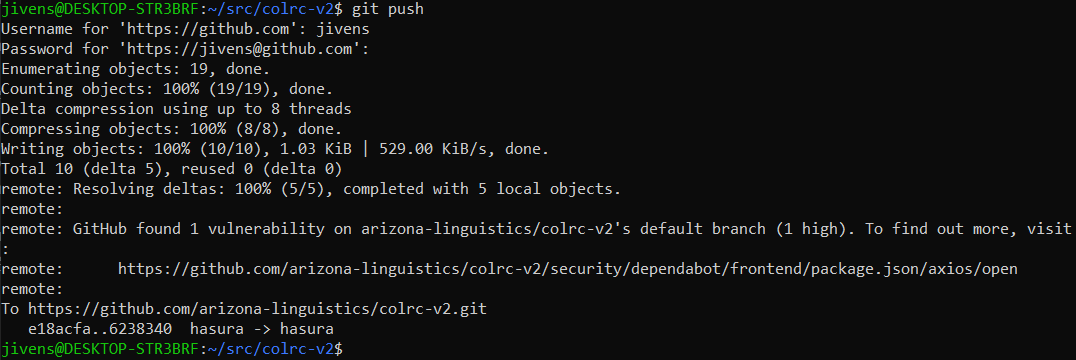 jivens@DESKTOP-STR3BRF:~/src/colrc-v2$ git push
Username for 'https://github.com': jivens
Password for 'https://jivens@github.com':
Enumerating objects: 19, done.
Counting objects: 100% (19/19), done.
Delta compression using up to 8 threads
Compressing objects: 100% (8/8), done.
Writing objects: 100% (10/10), 1.03 KiB | 529.00 KiB/s, done.
Total 10 (delta 5), reused 0 (delta 0)
remote: Resolving deltas: 100% (5/5), completed with 5 local objects.
remote:
remote: GitHub found 1 vulnerability on arizona-linguistics/colrc-v2's default branch (1 high). To find out more, visit
:
remote:      https://github.com/arizona-linguistics/colrc-v2/security/dependabot/frontend/package.json/axios/open
remote:
To https://github.com/arizona-linguistics/colrc-v2.git
   e18acfa..6238340  hasura -> hasura
jivens@DESKTOP-STR3BRF:~/src/colrc-v2$